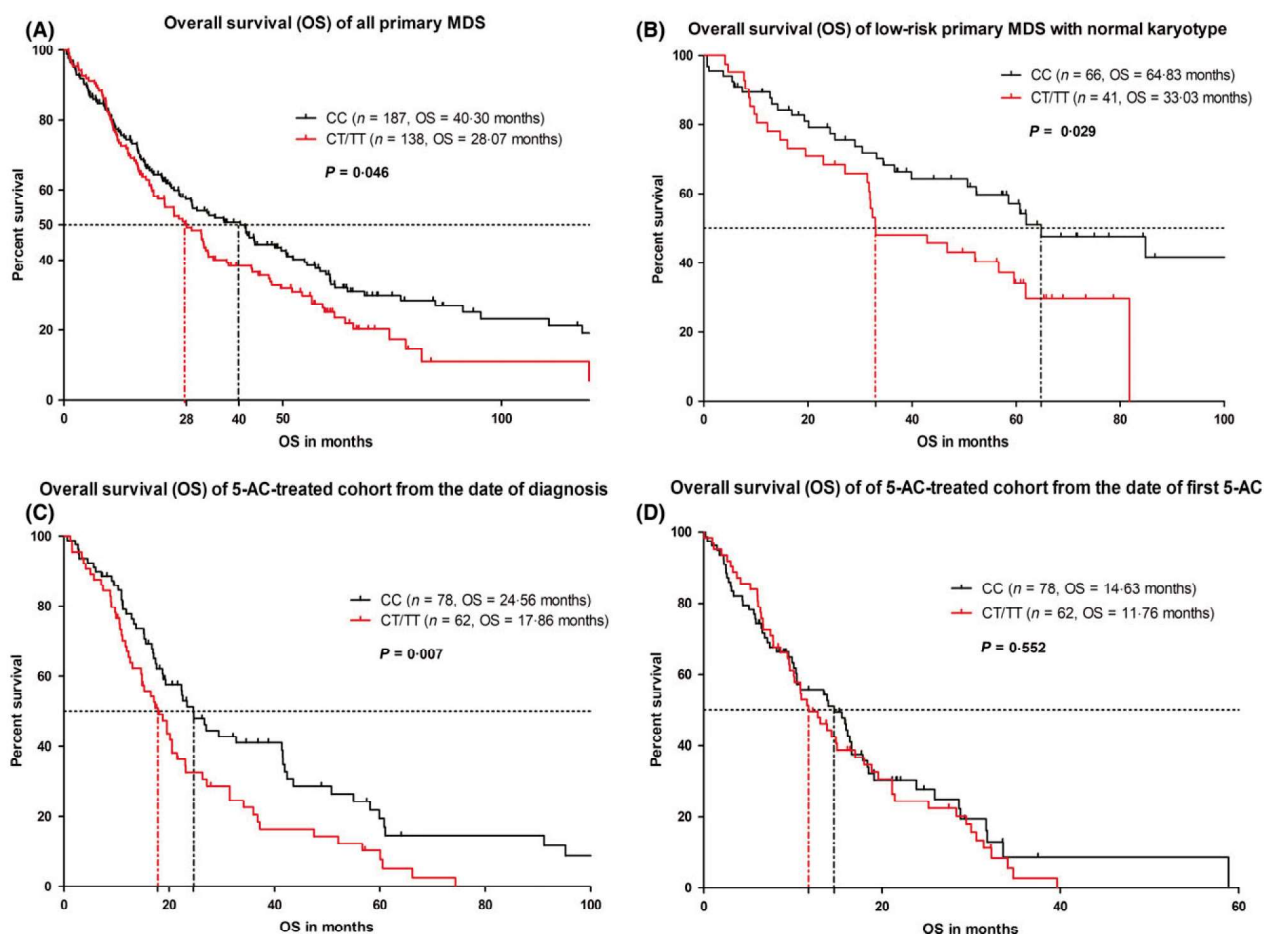 (A)
Overall survival (OS) of all primary MDS
100
80
60
50
40
20
0
Percent survival
CC (n = 187, OS = 40·30 months)
CT/TT (n = 138, OS = 28·07 months)
P = 0·046
0 28 40 50 100
OS in months
(B)
Overall survival (OS) of low-risk primary MDS with normal karyotype
100
80
60
40
20
0
Percent survival
CC (n = 66, OS = 64·83 months)
CT/TT (n = 41, OS = 33·03 months)
P = 0·029
0 20 40 60 80 100
OS in months
Overall survival (OS) of 5-AC-treated cohort from the date of diagnosis
(C)
100
80
60
40
20
0
Percent survival
CC (n = 78, OS = 24·56 months)
CT/TT (n = 62, OS = 17·86 months)
P = 0·007
0 20 40 60 80 100
OS in months
Overall survival (OS) of of 5-AC-treated cohort from the date of first 5-AC
(D)
100
80
60
40
20
0
Percent survival
CC (n = 78, OS = 14·63 months)
CT/TT (n = 62, OS = 11·76 months)
P = 0·552
0 20 40 60
OS in months